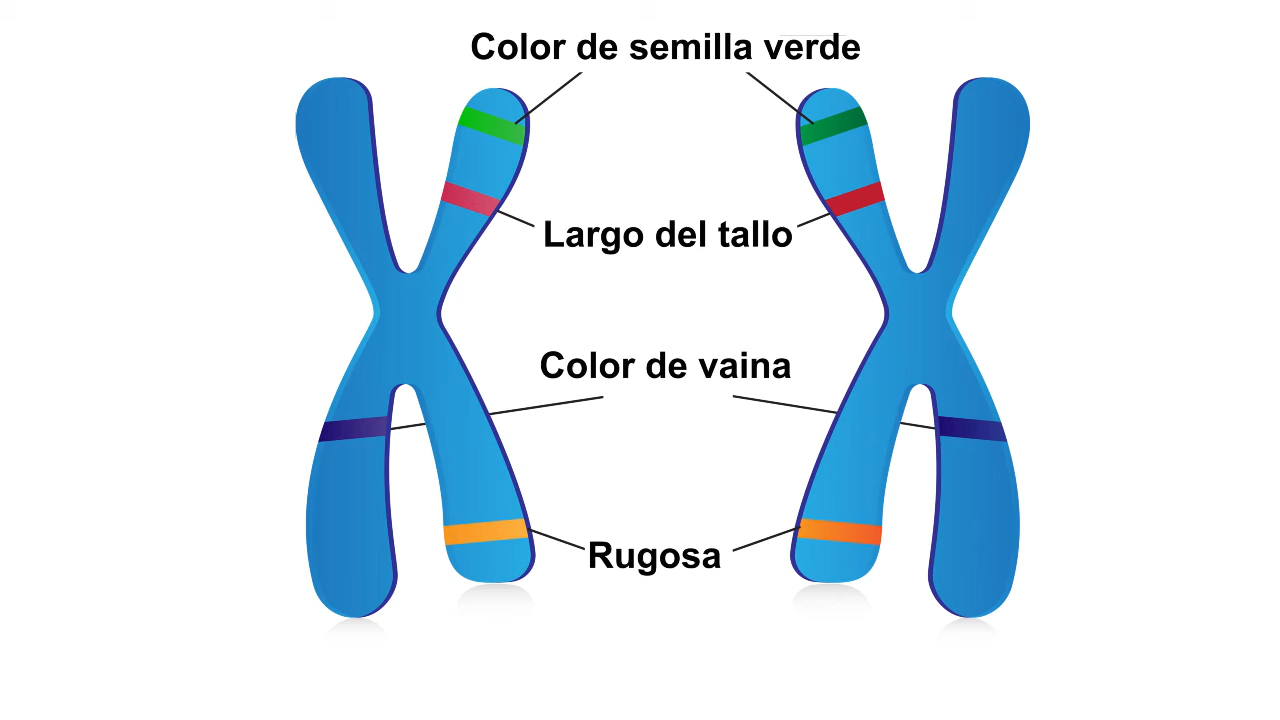 Color de semilla verde
Largo del tallo
Color de vaina
Rugosa